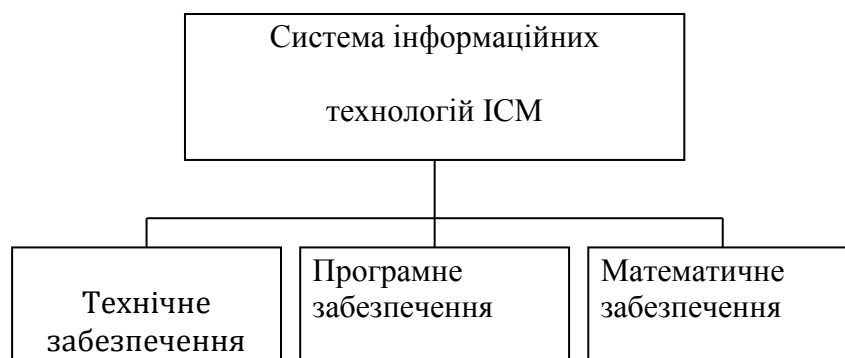 Система інформаційних
технологій ІСМ
Технічне
забезпечення
Програмне
забезпечення
Математичне
забезпечення